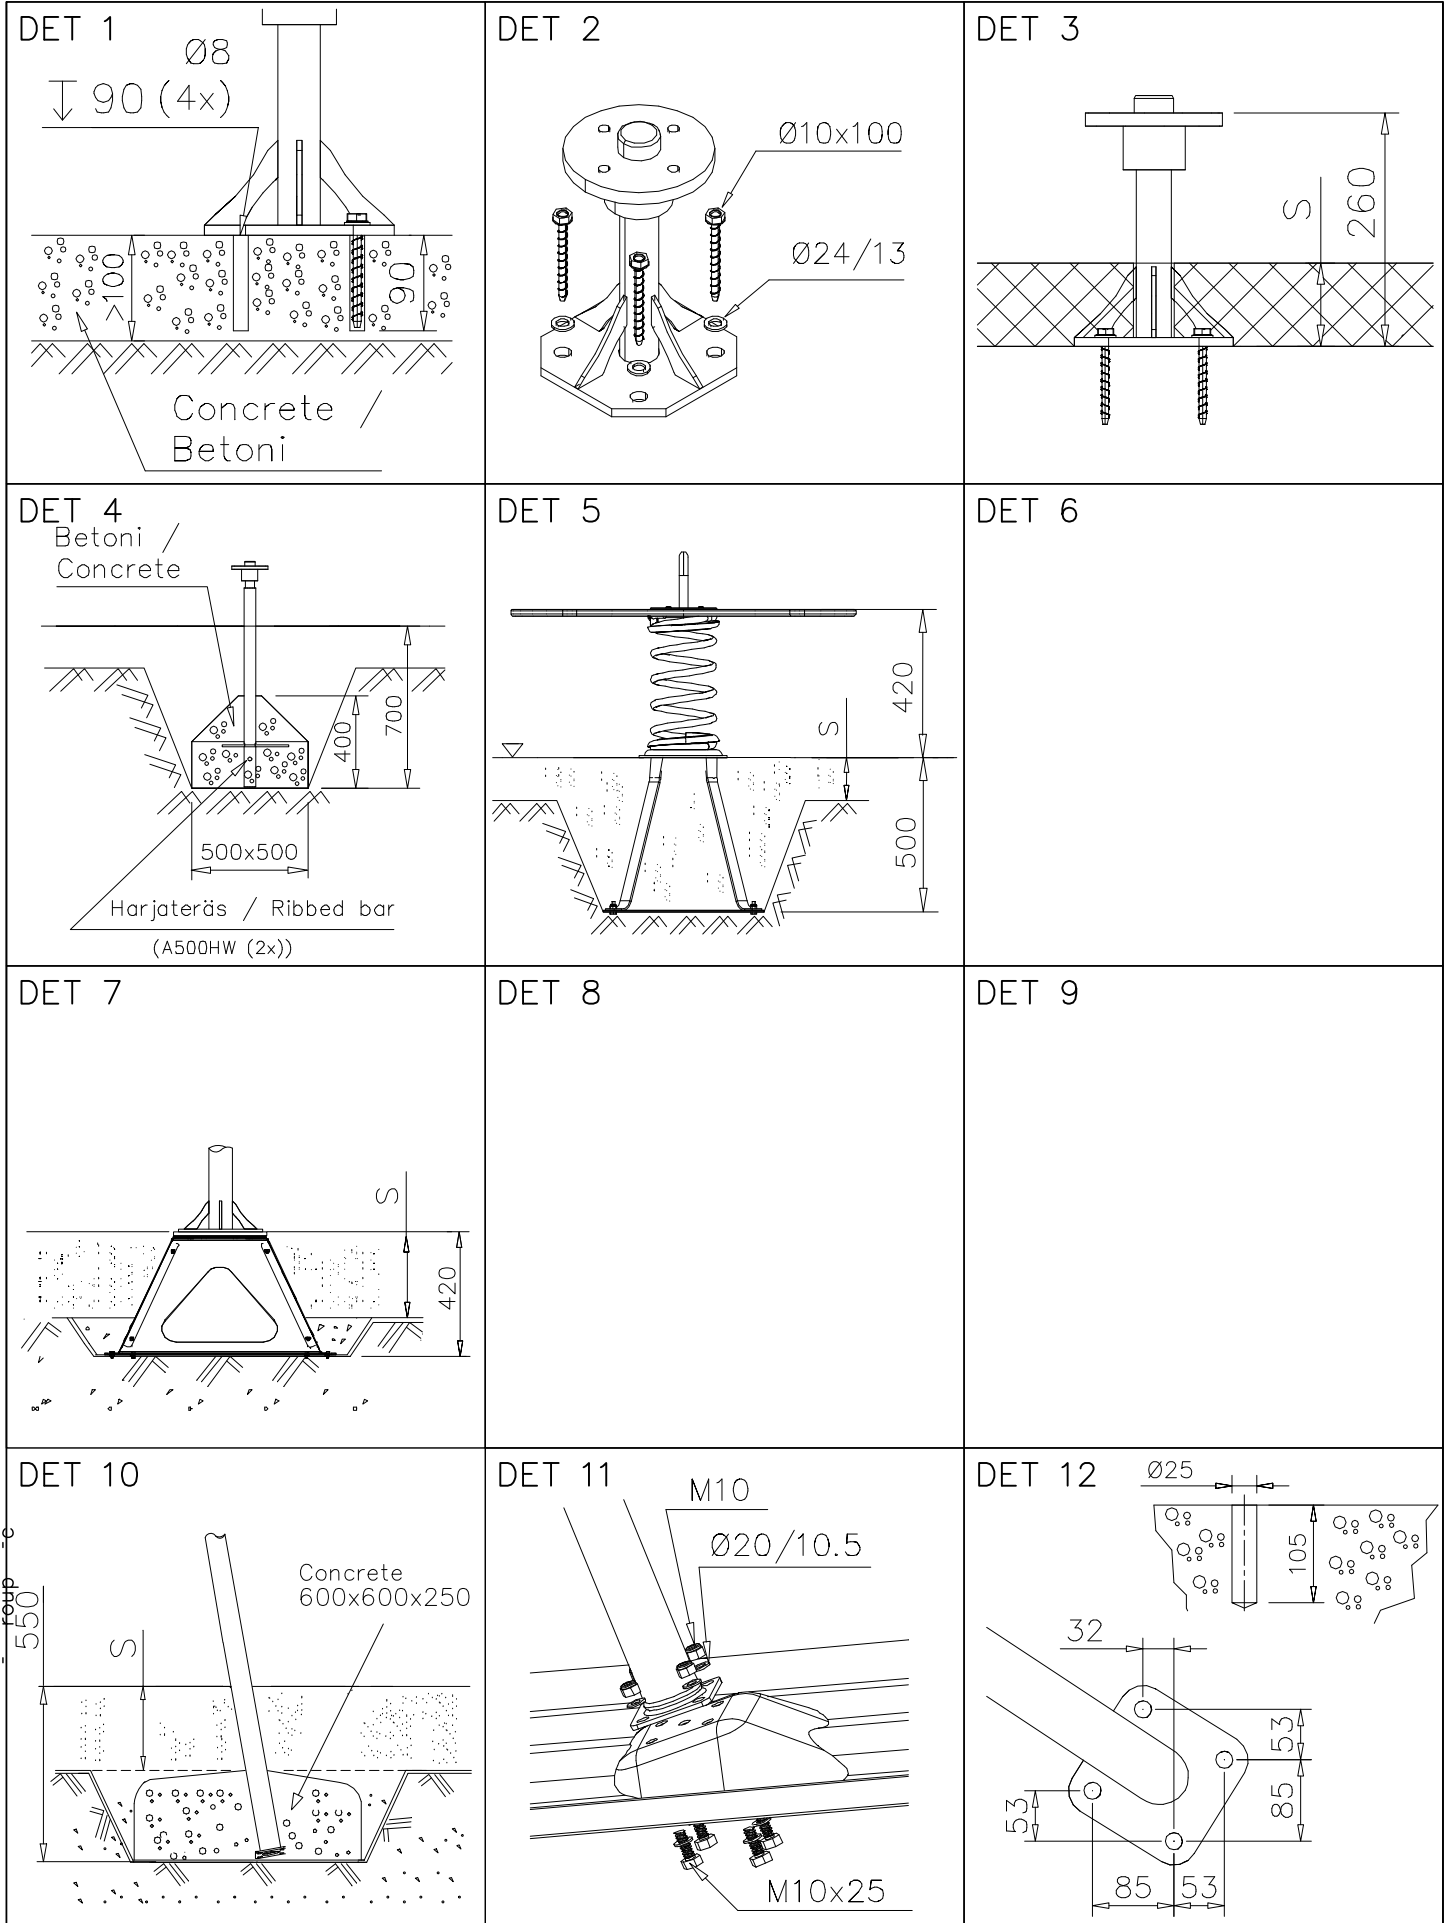 DET 1
Ø8
90 (4x)
>100
90
Concrete /
Betoni
DET 2
Ø10x100
Ø24/13
DET 3
S
260
DET 4
Betoni /
Concrete
400
700
500x500
Harjateräs / Ribbed bar
(A500HW (2x))
DET 5
420
S
500
DET 6
DET 7
S
420
DET 8
DET 9
DET 10
Concrete
600x600x250
550
S
DET 11
M10
Ø20/10.5
M10x25
DET 12
Ø25
105
32
53
85
53
85
53